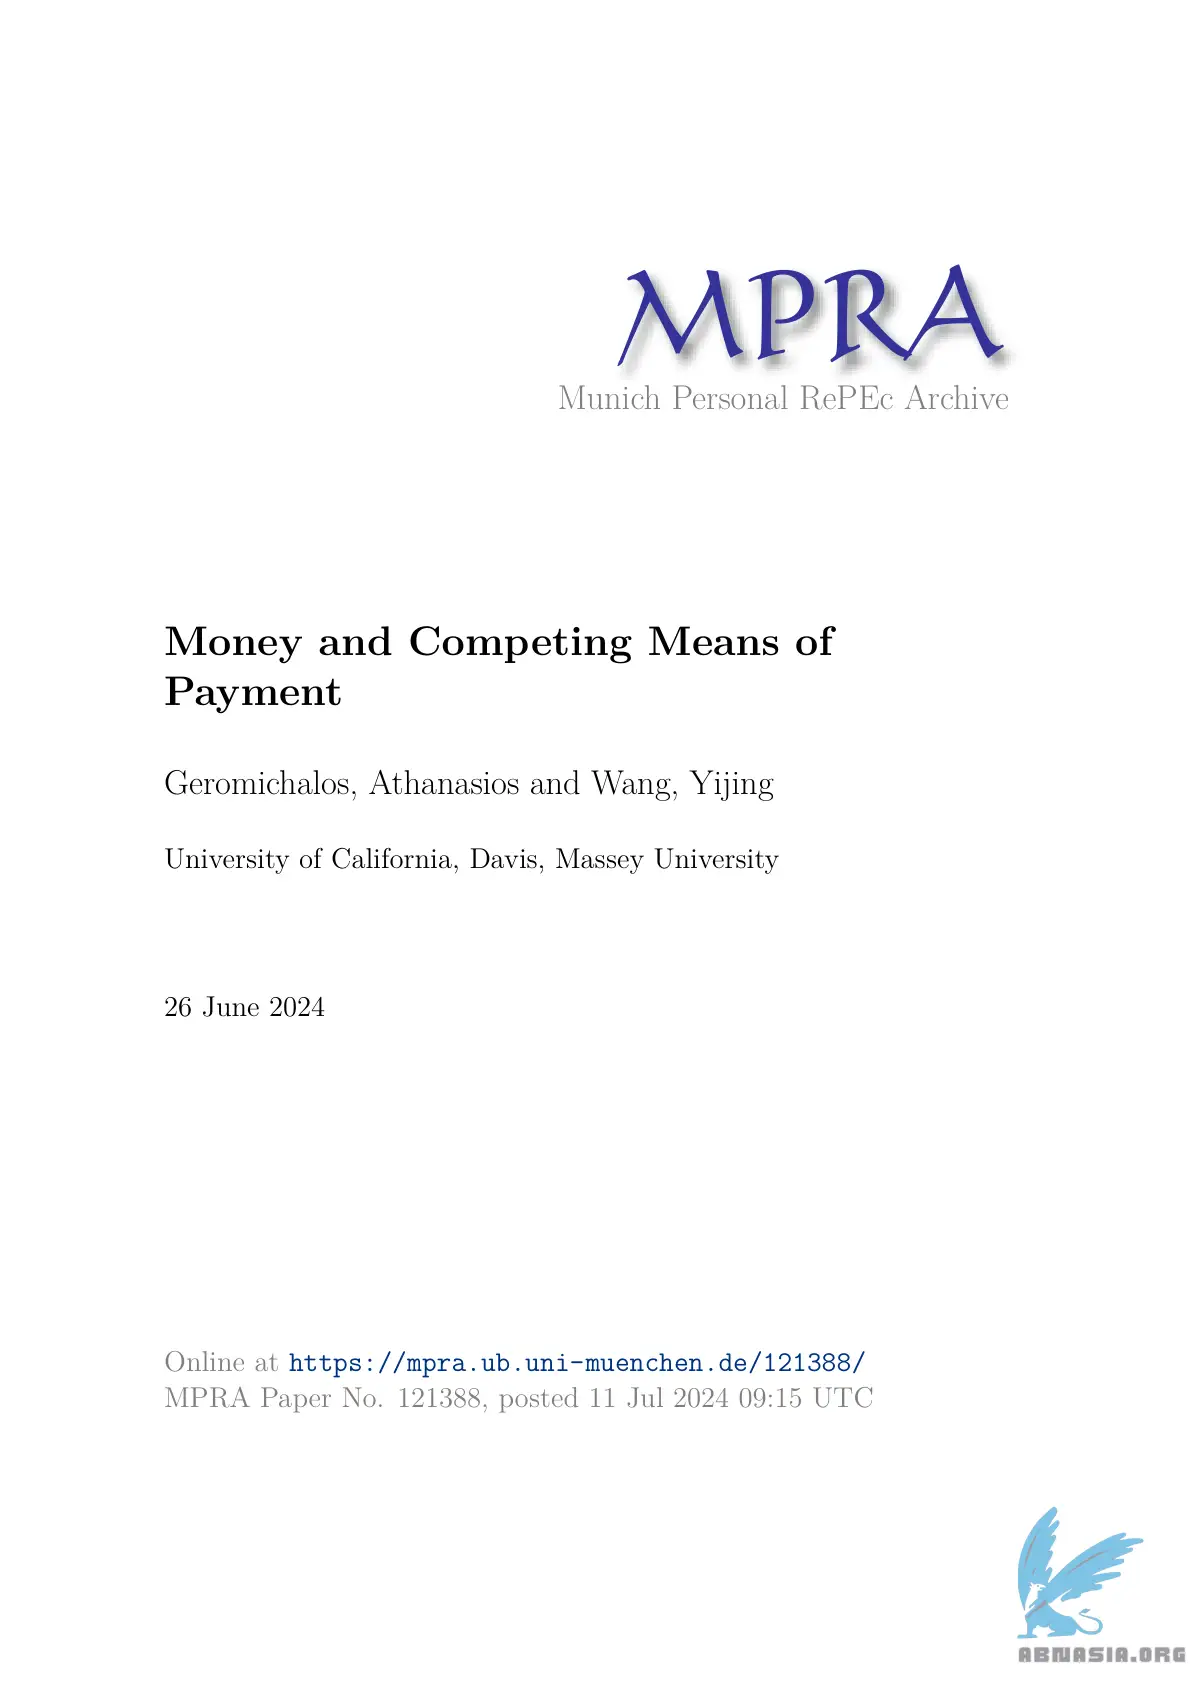 MPRA
Munich Personal RePEc Archive
Money and Competing Means of
Payment
Geromichalos, Athanasios and Wang, Yijing
University of California, Davis, Massey University
26 June 2024
Online at https://mpra.ub.uni-muenchen.de/121388/
MPRA Paper No. 121388, posted 11 Jul 2024 09:15 UTC
ABNASIA.ORG